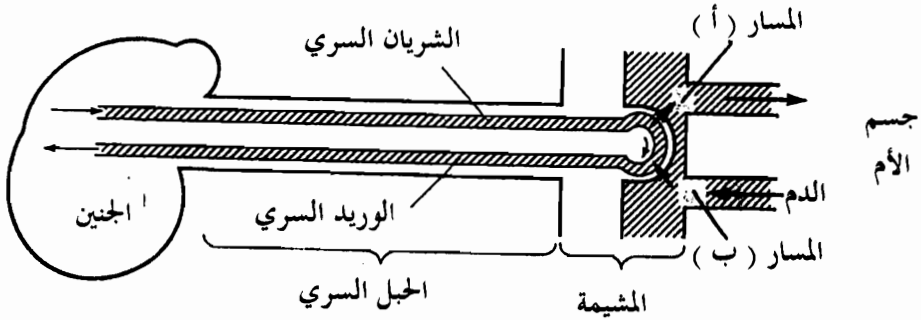 المسار ( أ )
الشريان السري
جسم
الأم
الدم
الوريد السري
الجنين
المسار ( ب )
الحبل السري
المشيمة